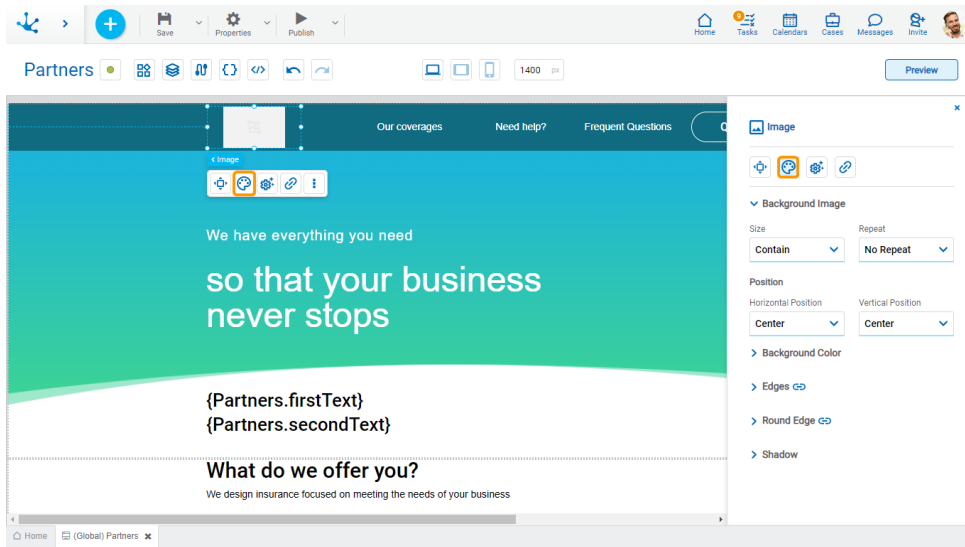 Save
Properties
Publish
Home
9
Tasks
Calendars
Cases
Messages
Invite
Partners
1400 px
Preview
Our coverages
Need help?
Frequent Questions
Q
< Image
We have everything you need
so that your business
never stops
{Partners.firstText}
{Partners.secondText}
What do we offer you?
We design insurance focused on meeting the needs of your business
Image
Background Image
Size
Repeat
Contain
No Repeat
Position
Horizontal Position
Vertical Position
Center
Center
Background Color
Edges
Round Edge
Shadow
Home
(Global) Partners